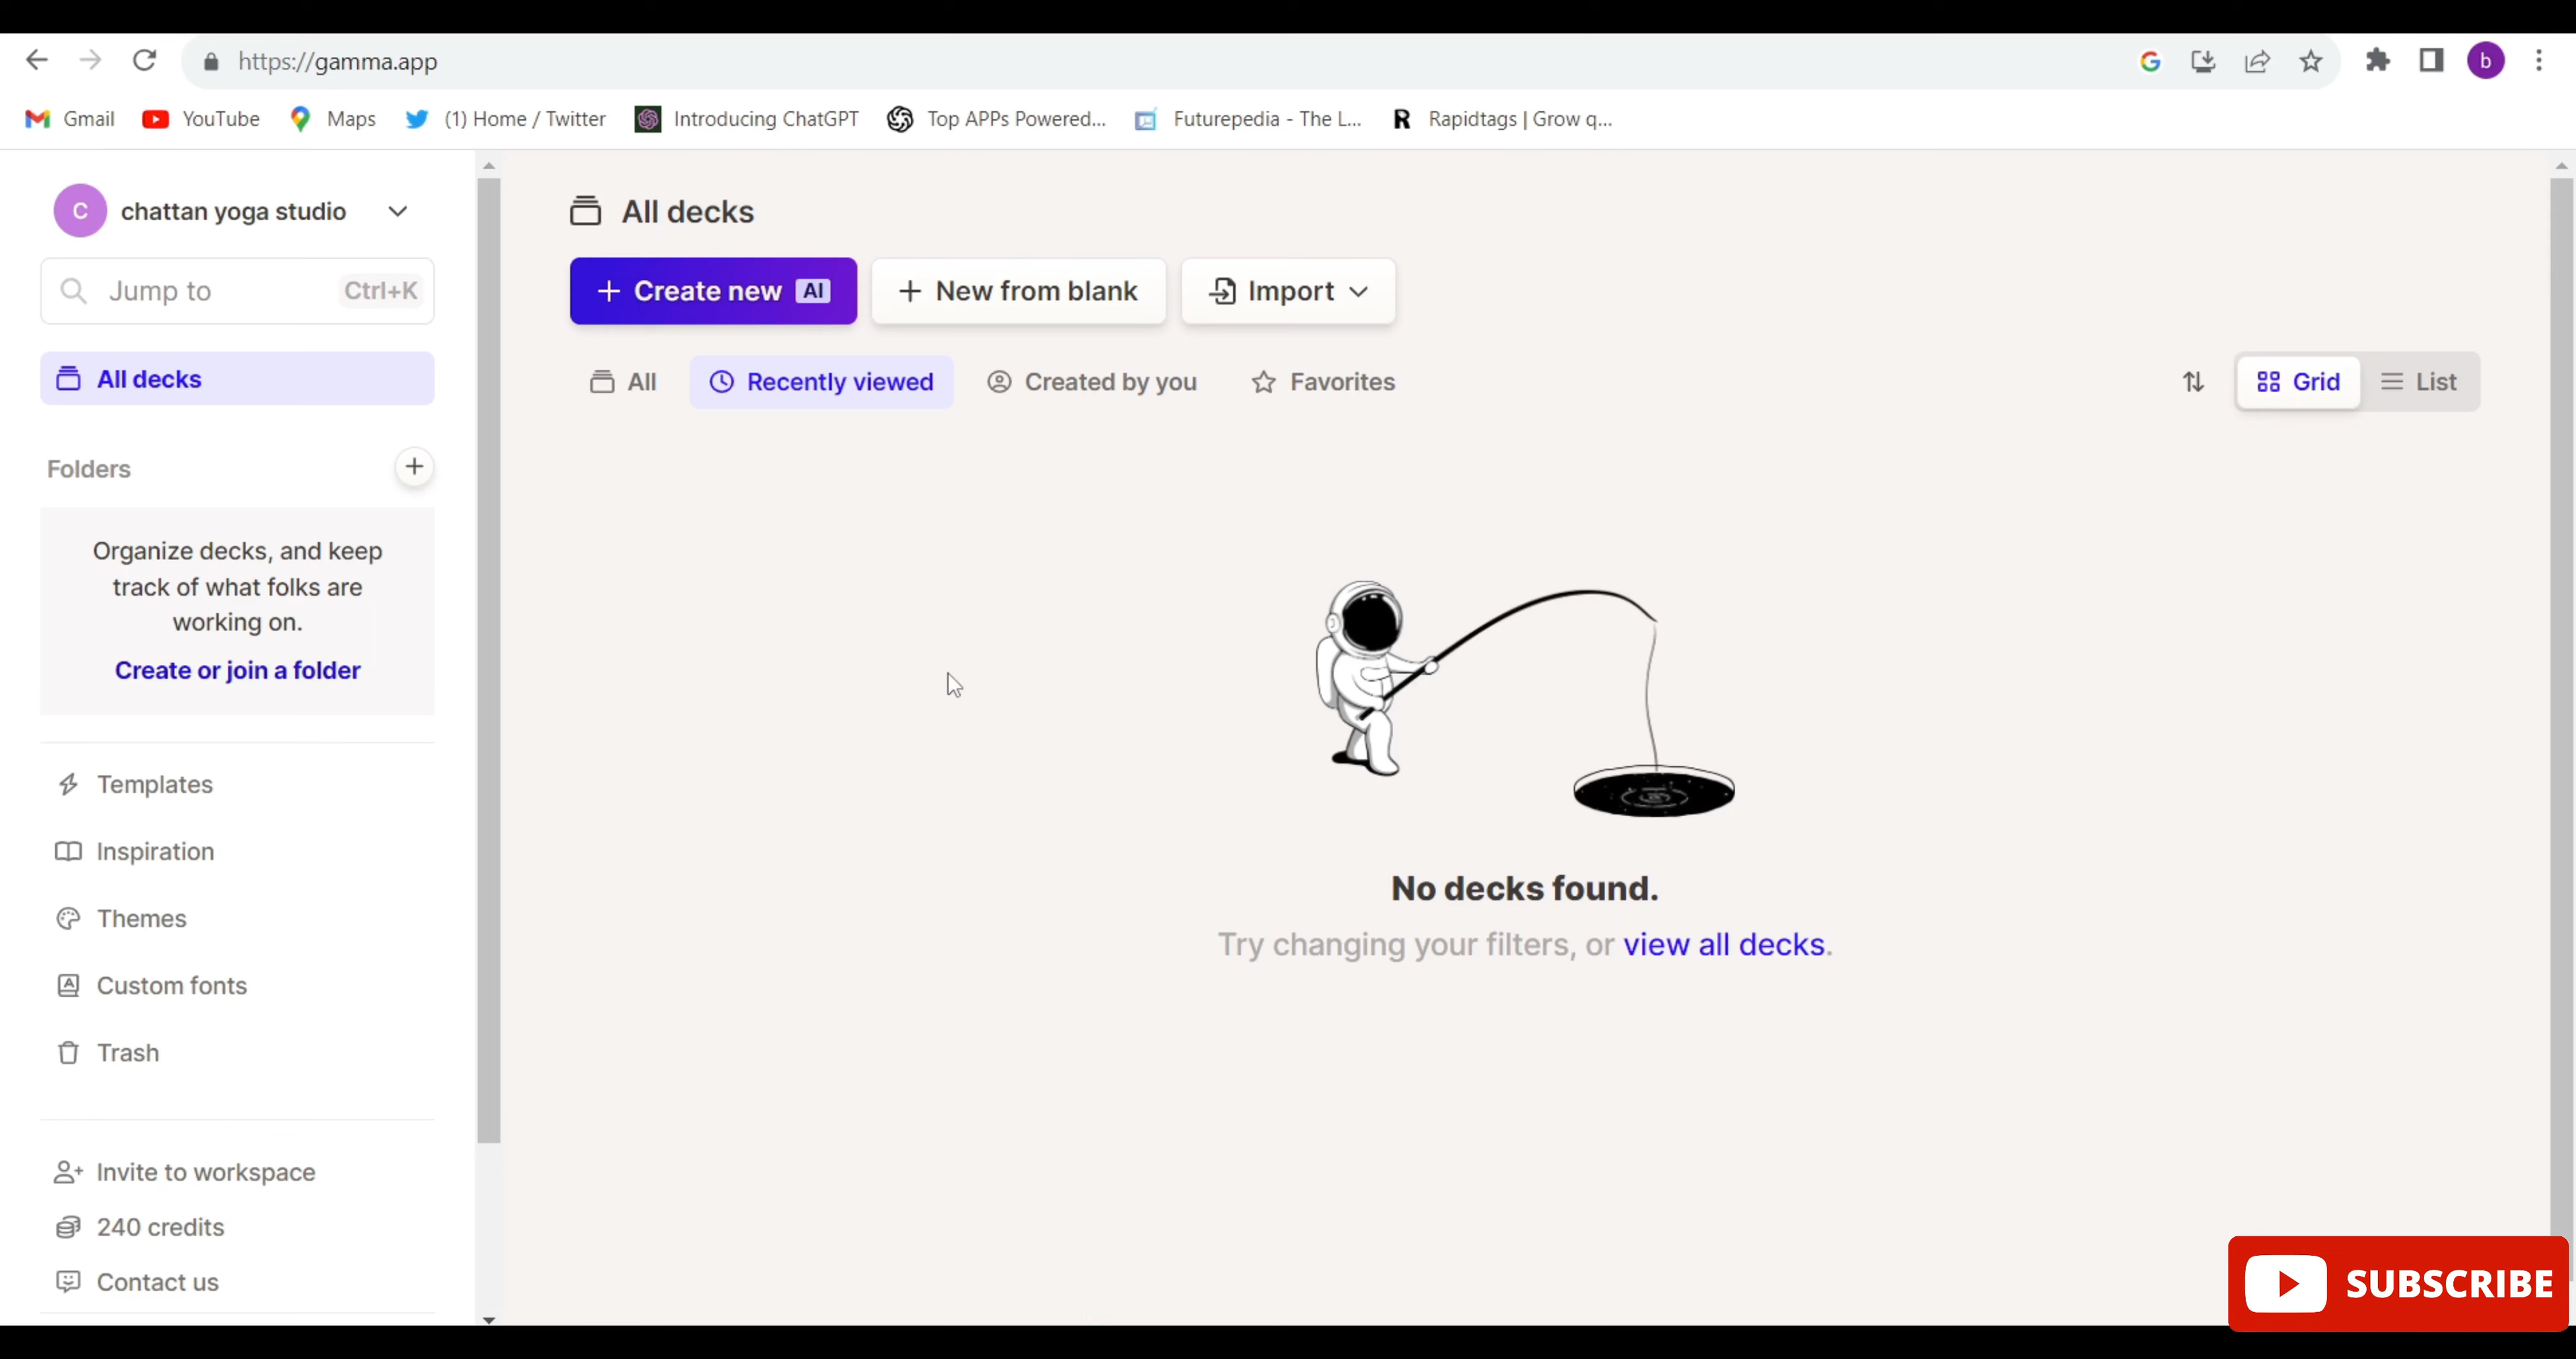 https://gamma.app
b
Gmail
YouTube
Maps
(1) Home / Twitter
Introducing ChatGPT
Top APPs Powered...
Futurepedia - The L...
R
Rapidtags | Grow q...
C
chattan yoga studio
Jump to
Ctrl+K
All decks
Folders
Organize decks, and keep
track of what folks are
working on.
Create or join a folder
Templates
Inspiration
Themes
Custom fonts
Trash
Invite to workspace
240 credits
Contact us
All decks
+ Create new AI
+ New from blank
Import
All
Recently viewed
Created by you
Favorites
Grid
List
No decks found.
Try changing your filters, or view all decks.
SUBSCRIBE